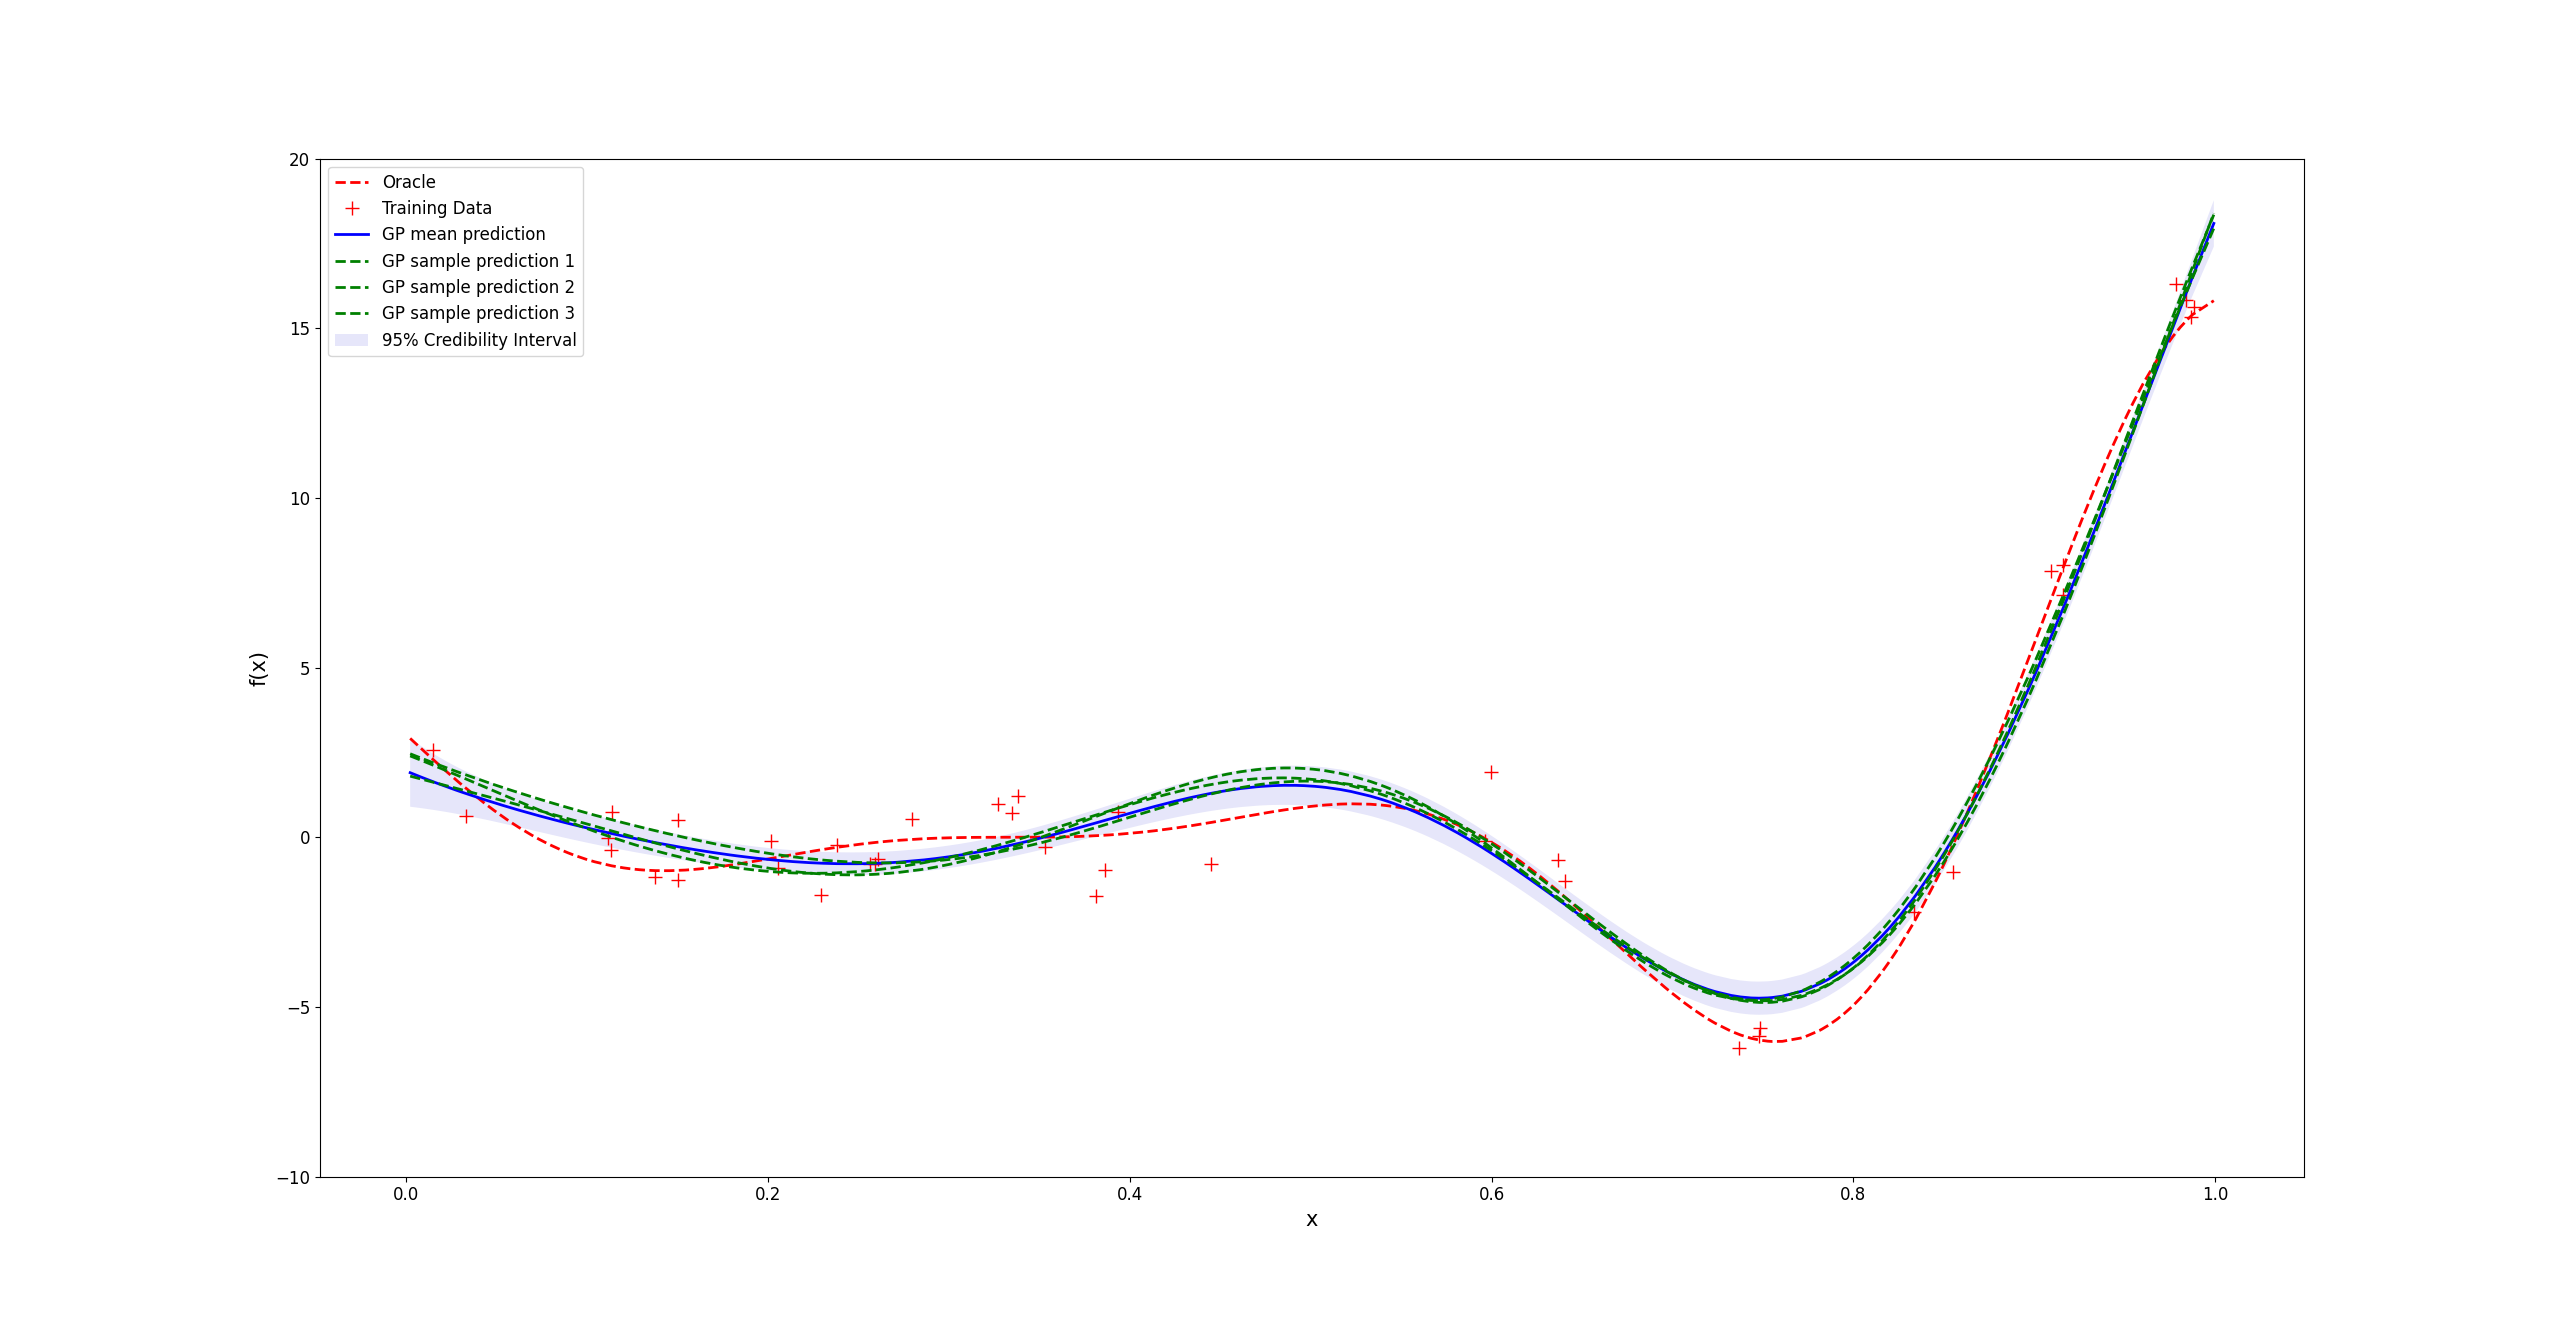 20
15
10
5
0
−5
−10
f(x)
Oracle
Training Data
GP mean prediction
GP sample prediction 1
GP sample prediction 2
GP sample prediction 3
95% Credibility Interval
0.0 0.2 0.4 0.6 0.8 1.0
x